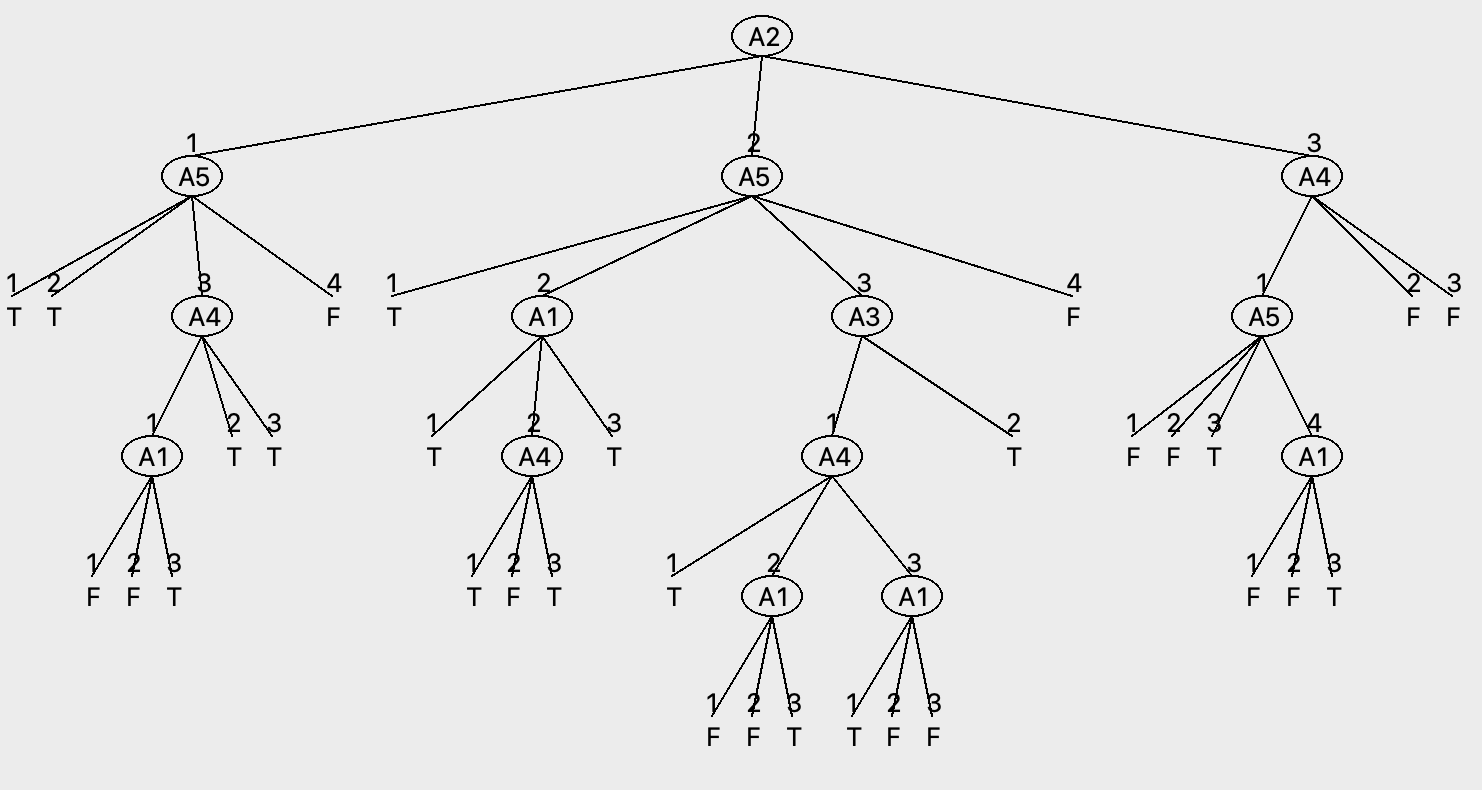 A2
1 2 3
A5 A5 A4
1 2 3 4 1 2 3 4 1 2 3
T T A4 F T A1 A3 F A5 F F
1 2 3 1 2 3 1 2 1 2 3 4
A1 T T T A4 T A4 T F F T A1
1 2 3 1 2 3 1 2 3 1 2 3
F F T T F T T A1 A1 F F T
1 2 3 1 2 3
F F T T F F